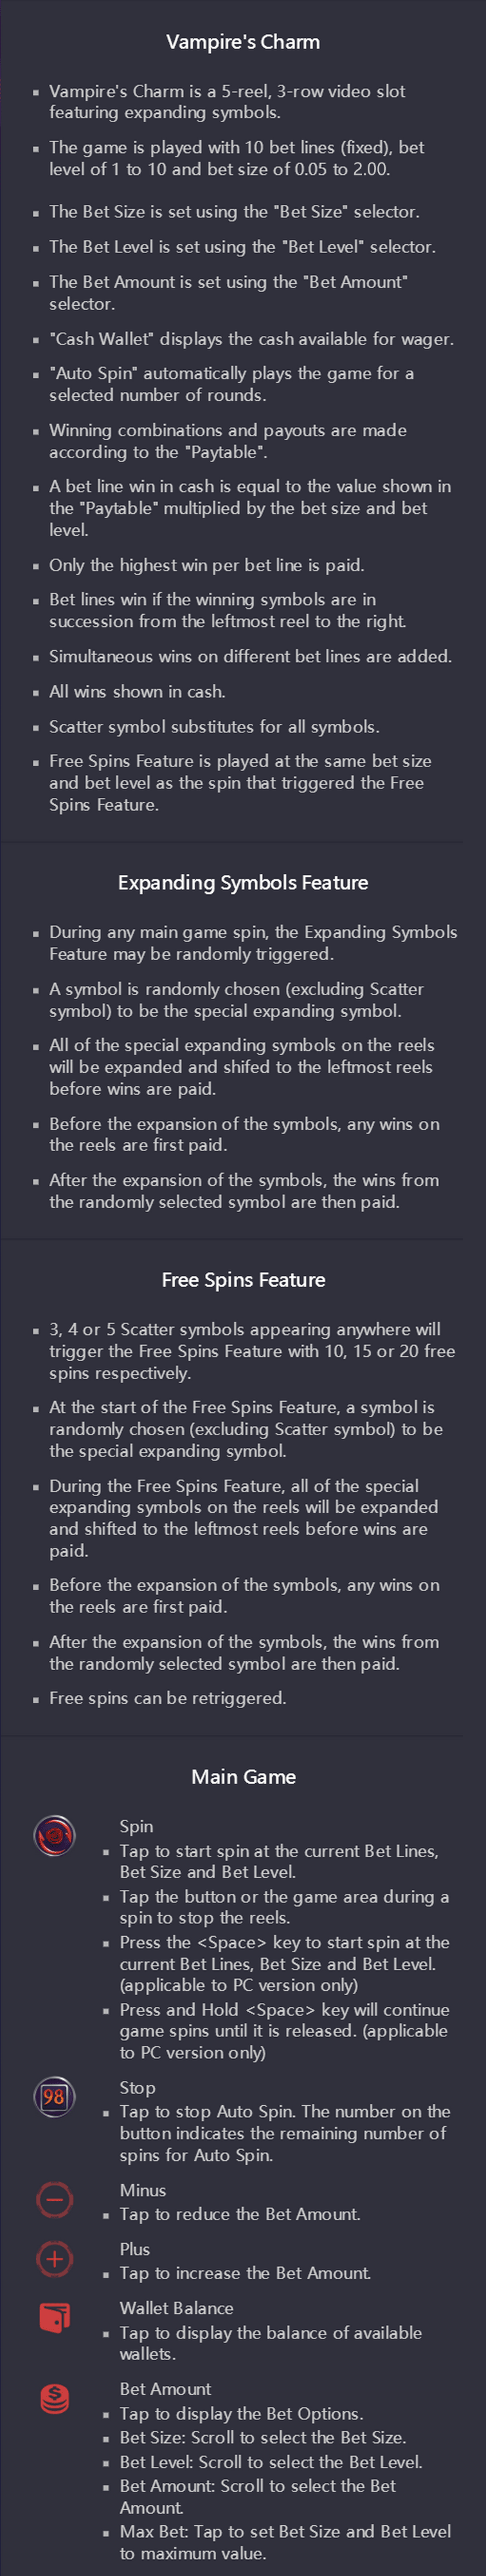 Vampire's Charm
▪ Vampire's Charm is a 5-reel, 3-row video slot
featuring expanding symbols.
▪ The game is played with 10 bet lines (fixed), bet
level of 1 to 10 and bet size of 0.05 to 2.00.
▪ The Bet Size is set using the "Bet Size" selector.
▪ The Bet Level is set using the "Bet Level" selector.
▪ The Bet Amount is set using the "Bet Amount"
selector.
▪ "Cash Wallet" displays the cash available for wager.
▪ "Auto Spin" automatically plays the game for a
selected number of rounds.
▪ Winning combinations and payouts are made
according to the "Paytable".
▪ A bet line win in cash is equal to the value shown in
the "Paytable" multiplied by the bet size and bet
level.
▪ Only the highest win per bet line is paid.
▪ Bet lines win if the winning symbols are in
succession from the leftmost reel to the right.
▪ Simultaneous wins on different bet lines are added.
▪ All wins shown in cash.
▪ Scatter symbol substitutes for all symbols.
▪ Free Spins Feature is played at the same bet size
and bet level as the spin that triggered the Free
Spins Feature.
Expanding Symbols Feature
▪ During any main game spin, the Expanding Symbols
Feature may be randomly triggered.
▪ A symbol is randomly chosen (excluding Scatter
symbol) to be the special expanding symbol.
▪ All of the special expanding symbols on the reels
will be expanded and shifed to the leftmost reels
before wins are paid.
▪ Before the expansion of the symbols, any wins on
the reels are first paid.
▪ After the expansion of the symbols, the wins from
the randomly selected symbol are then paid.
Free Spins Feature
▪ 3, 4 or 5 Scatter symbols appearing anywhere will
trigger the Free Spins Feature with 10, 15 or 20 free
spins respectively.
▪ At the start of the Free Spins Feature, a symbol is
randomly chosen (excluding Scatter symbol) to be
the special expanding symbol.
▪ During the Free Spins Feature, all of the special
expanding symbols on the reels will be expanded
and shifted to the leftmost reels before wins are
paid.
▪ Before the expansion of the symbols, any wins on
the reels are first paid.
▪ After the expansion of the symbols, the wins from
the randomly selected symbol are then paid.
▪ Free spins can be retriggered.
Main Game
Spin
▪ Tap to start spin at the current Bet Lines,
Bet Size and Bet Level.
▪ Tap the button or the game area during a
spin to stop the reels.
▪ Press the <Space> key to start spin at the
current Bet Lines, Bet Size and Bet Level.
(applicable to PC version only)
▪ Press and Hold <Space> key will continue
game spins until it is released. (applicable
to PC version only)
98
Stop
▪ Tap to stop Auto Spin. The number on the
button indicates the remaining number of
spins for Auto Spin.
Minus
▪ Tap to reduce the Bet Amount.
Plus
▪ Tap to increase the Bet Amount.
Wallet Balance
▪ Tap to display the balance of available
wallets.
Bet Amount
▪ Tap to display the Bet Options.
▪ Bet Size: Scroll to select the Bet Size.
▪ Bet Level: Scroll to select the Bet Level.
▪ Bet Amount: Scroll to select the Bet
Amount.
▪ Max Bet: Tap to set Bet Size and Bet Level
to maximum value.